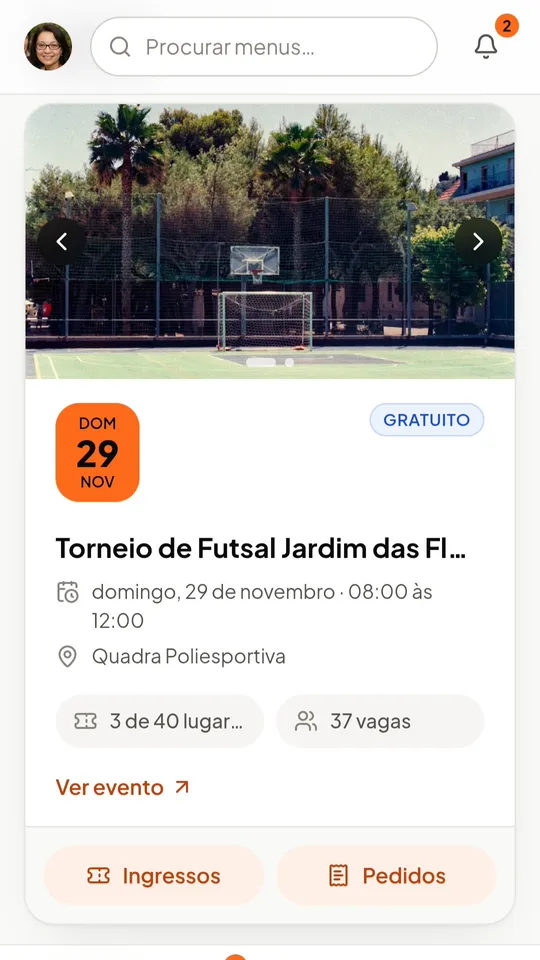 Procurar menus...
2
DOM
29
NOV
GRATUITO
Torneio de Futsal Jardim das Fl...
domingo, 29 de novembro · 08:00 às
12:00
Quadra Poliesportiva
3 de 40 lugar...
37 vagas
Ver evento
Ingressos
Pedidos